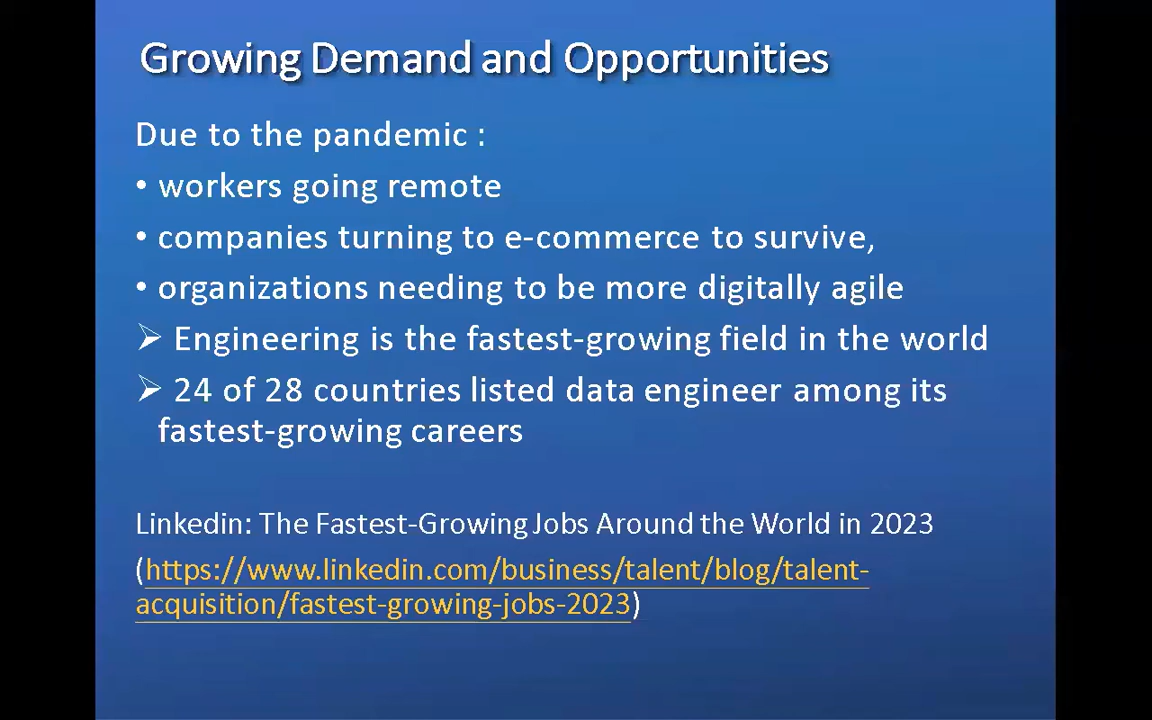 Growing Demand and Opportunities
Due to the pandemic :
• workers going remote
• companies turning to e-commerce to survive,
• organizations needing to be more digitally agile
➢ Engineering is the fastest-growing field in the world
➢ 24 of 28 countries listed data engineer among its
fastest-growing careers
Linkedin: The Fastest-Growing Jobs Around the World in 2023
(https://www.linkedin.com/business/talent/blog/talent-
acquisition/fastest-growing-jobs-2023)